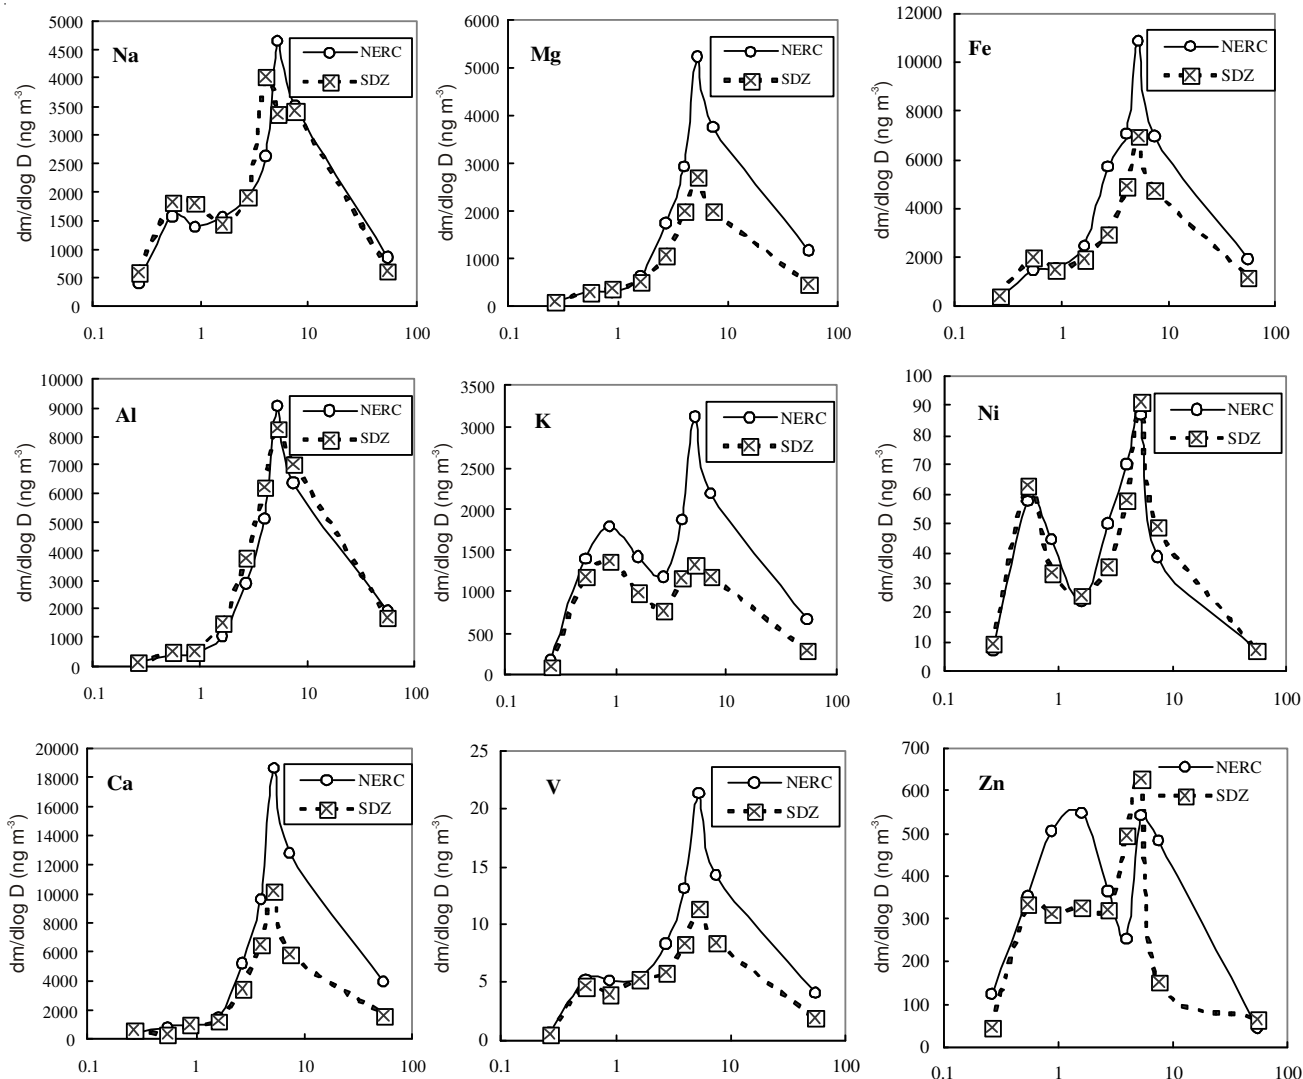 5000
4500
4000
3500
3000
2500
2000
1500
1000
500
0
dm/dlog D (ng m-3)
Na
NERC
SDZ
0.1 1 10 100
6000
5000
4000
3000
2000
1000
0
dm/dlog D (ng m-3)
Mg
NERC
SDZ
0.1 1 10 100
12000
10000
8000
6000
4000
2000
0
dm/dlog D (ng m-3)
Fe
NERC
SDZ
0.1 1 10 100
10000
9000
8000
7000
6000
5000
4000
3000
2000
1000
0
dm/dlog D (ng m-3)
Al
NERC
SDZ
0.1 1 10 100
3500
3000
2500
2000
1500
1000
500
0
dm/dlog D (ng m-3)
K
NERC
SDZ
0.1 1 10 100
100
90
80
70
60
50
40
30
20
10
0
dm/dlog D (ng m-3)
Ni
NERC
SDZ
0.1 1 10 100
20000
18000
16000
14000
12000
10000
8000
6000
4000
2000
0
dm/dlog D (ng m-3)
Ca
NERC
SDZ
0.1 1 10 100
25
20
15
10
5
0
dm/dlog D (ng m-3)
V
NERC
SDZ
0.1 1 10 100
700
600
500
400
300
200
100
0
dm/dlog D (ng m-3)
Zn
NERC
SDZ
0.1 1 10 100